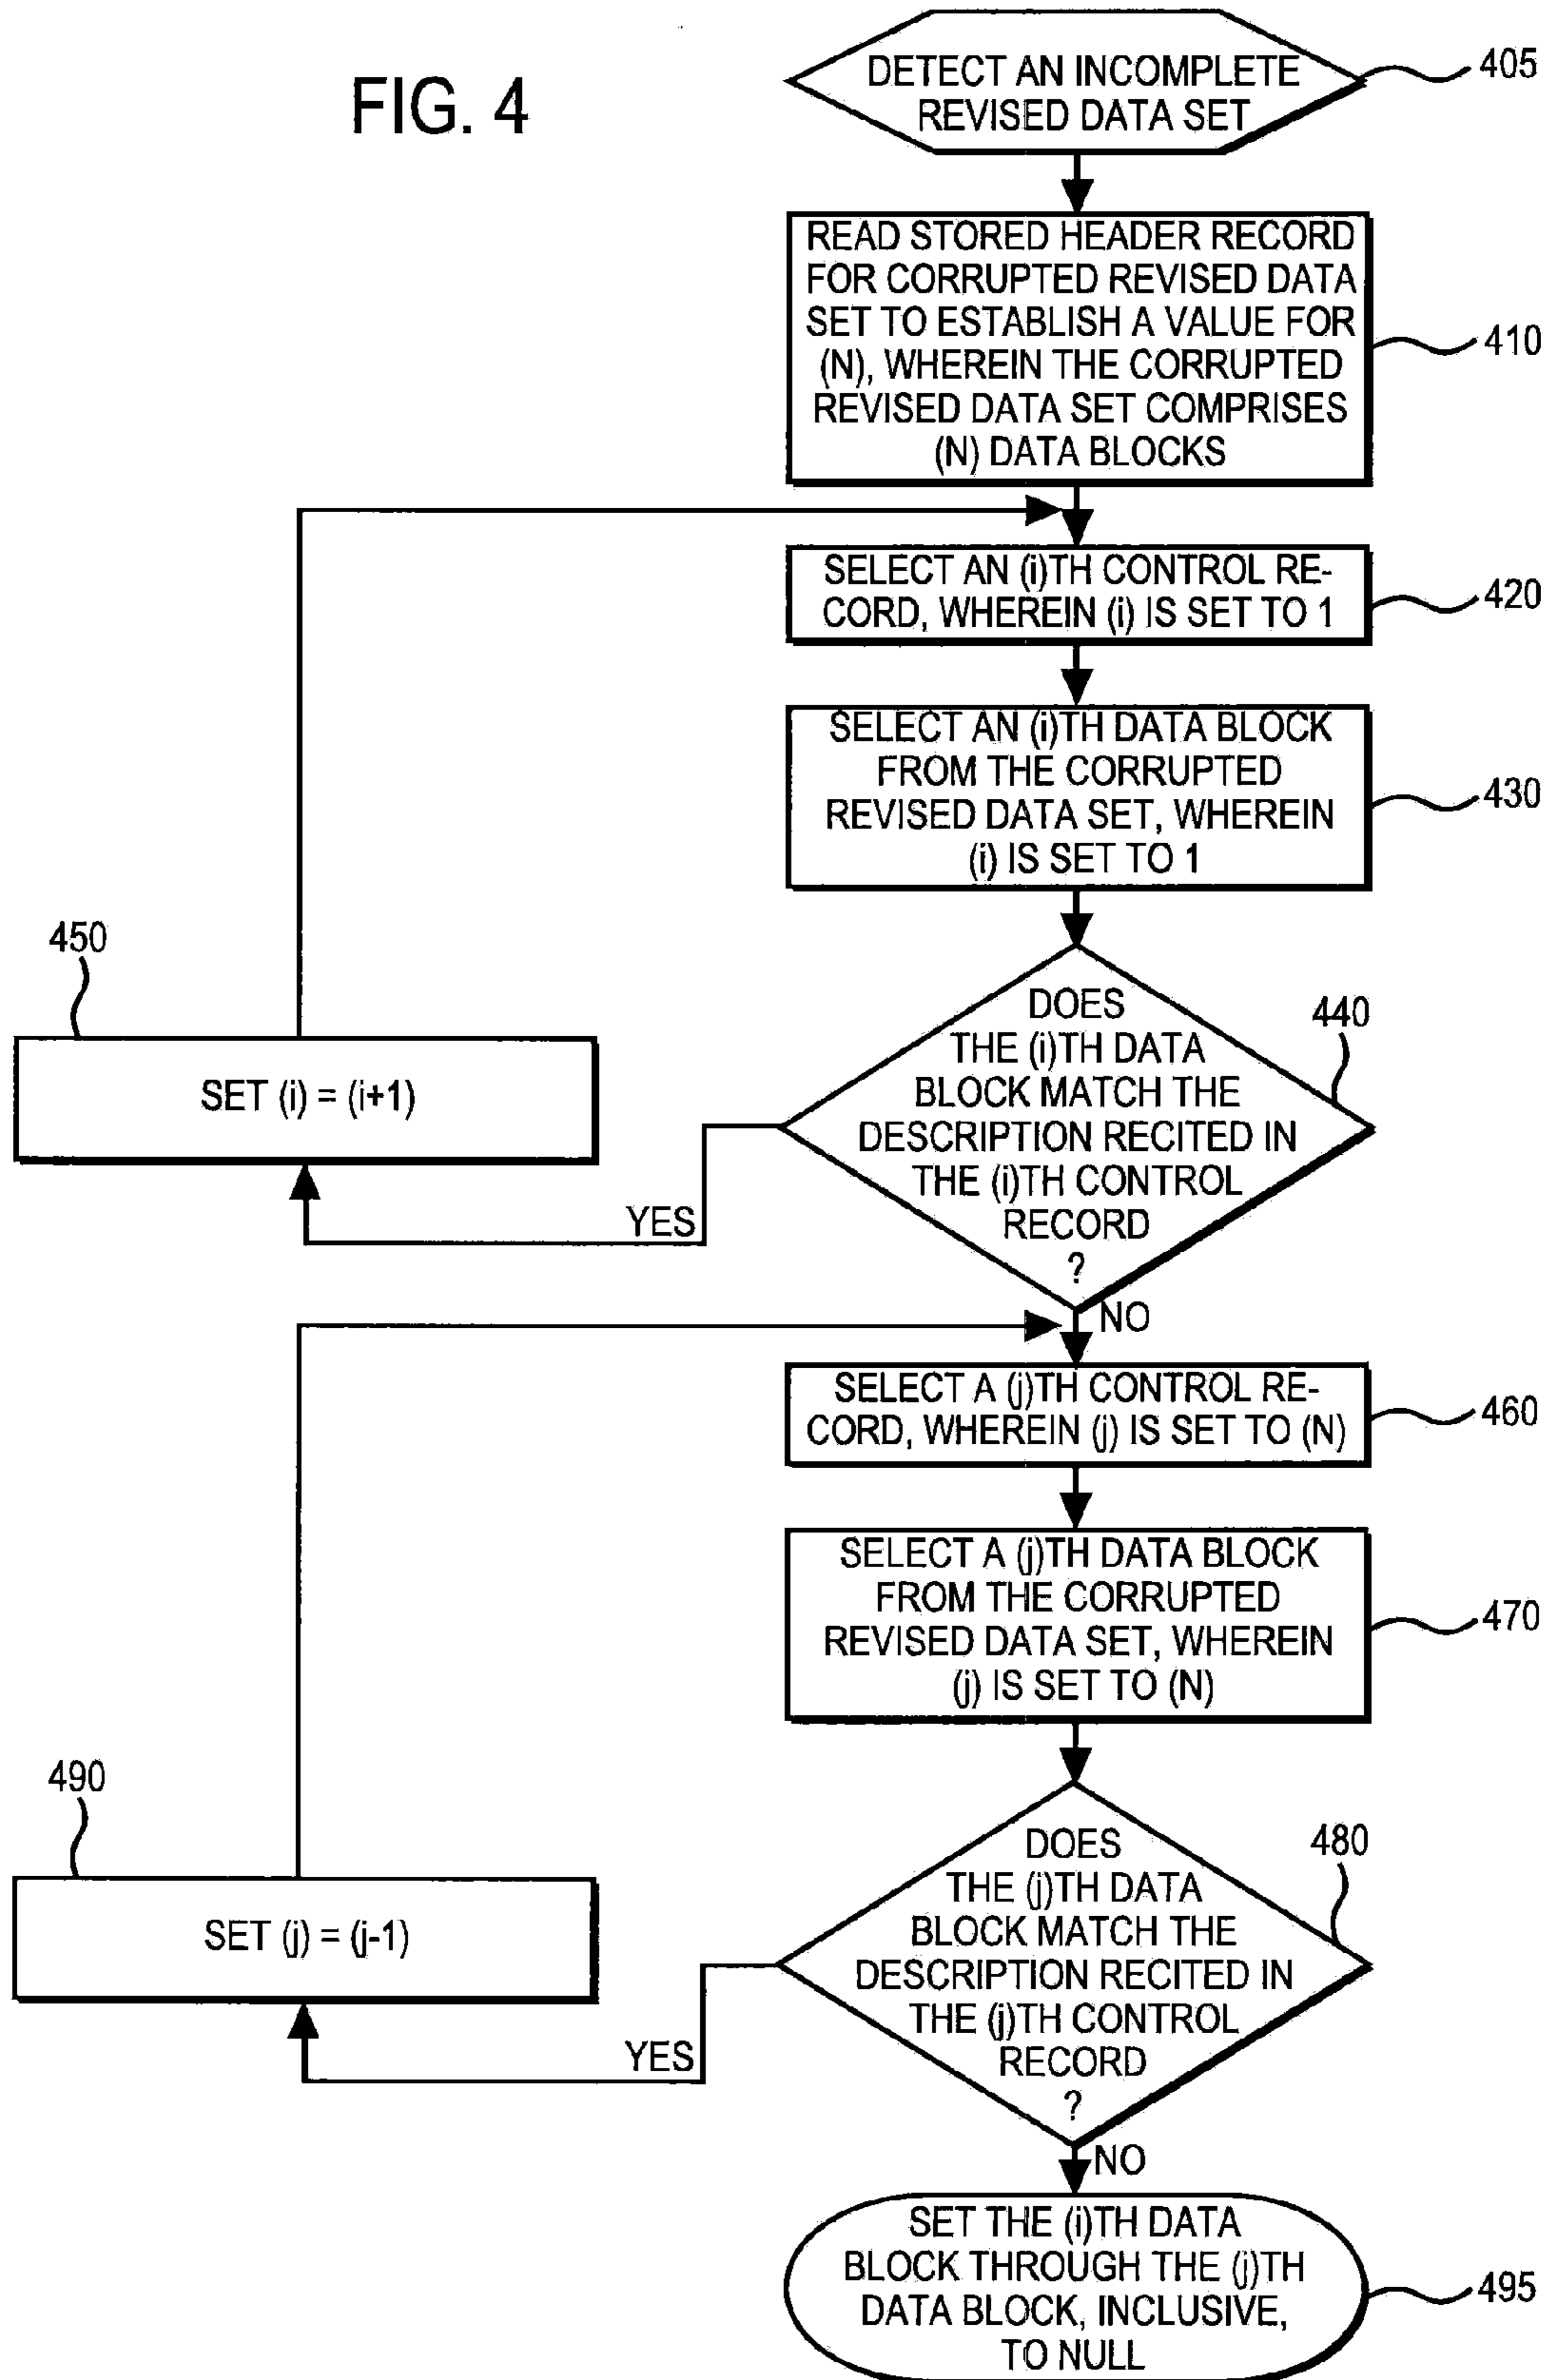 FIG. 4
DETECT AN INCOMPLETE
REVISED DATA SET
405
READ STORED HEADER RECORD
FOR CORRUPTED REVISED DATA
SET TO ESTABLISH A VALUE FOR
(N), WHEREIN THE CORRUPTED
REVISED DATA SET COMPRISES
(N) DATA BLOCKS
410
SELECT AN (i)TH CONTROL RE-
CORD, WHEREIN (i) IS SET TO 1
420
SELECT AN (i)TH DATA BLOCK
FROM THE CORRUPTED
REVISED DATA SET, WHEREIN
(i) IS SET TO 1
430
450
SET (i) = (i+1)
DOES
THE (i)TH DATA
BLOCK MATCH THE
DESCRIPTION RECITED IN
THE (i)TH CONTROL
RECORD
?
440
YES
NO
SELECT A (j)TH CONTROL RE-
CORD, WHEREIN (j) IS SET TO (N)
460
SELECT A (j)TH DATA BLOCK
FROM THE CORRUPTED
REVISED DATA SET, WHEREIN
(j) IS SET TO (N)
470
490
SET (j) = (j-1)
DOES
THE (j)TH DATA
BLOCK MATCH THE
DESCRIPTION RECITED IN
THE (j)TH CONTROL
RECORD
?
480
YES
NO
SET THE (i)TH DATA
BLOCK THROUGH THE (j)TH
DATA BLOCK, INCLUSIVE,
TO NULL
495